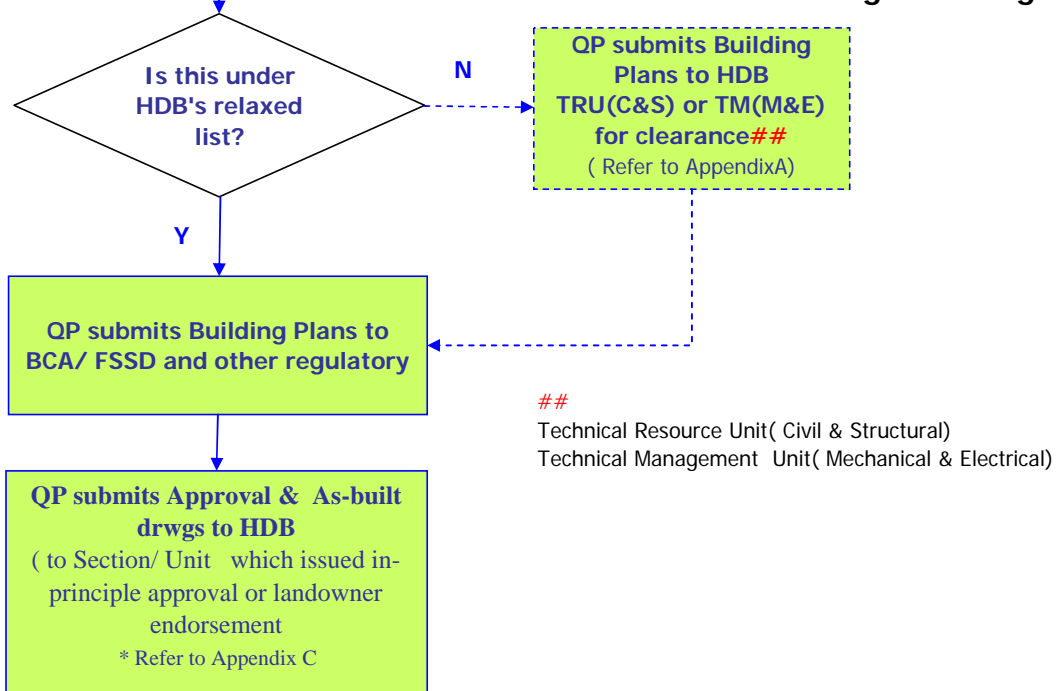 Is this under
HDB's relaxed
list?
N
QP submits Building
Plans to HDB
TRU(C&S) or TM(M&E)
for clearance##
( Refer to AppendixA)
Y
QP submits Building Plans to
BCA/ FSSD and other regulatory
##
Technical Resource Unit( Civil & Structural)
Technical Management Unit( Mechanical & Electrical)
QP submits Approval & As-built
drwgs to HDB
( to Section/ Unit which issued in-
principle approval or landowner
endorsement
* Refer to Appendix C